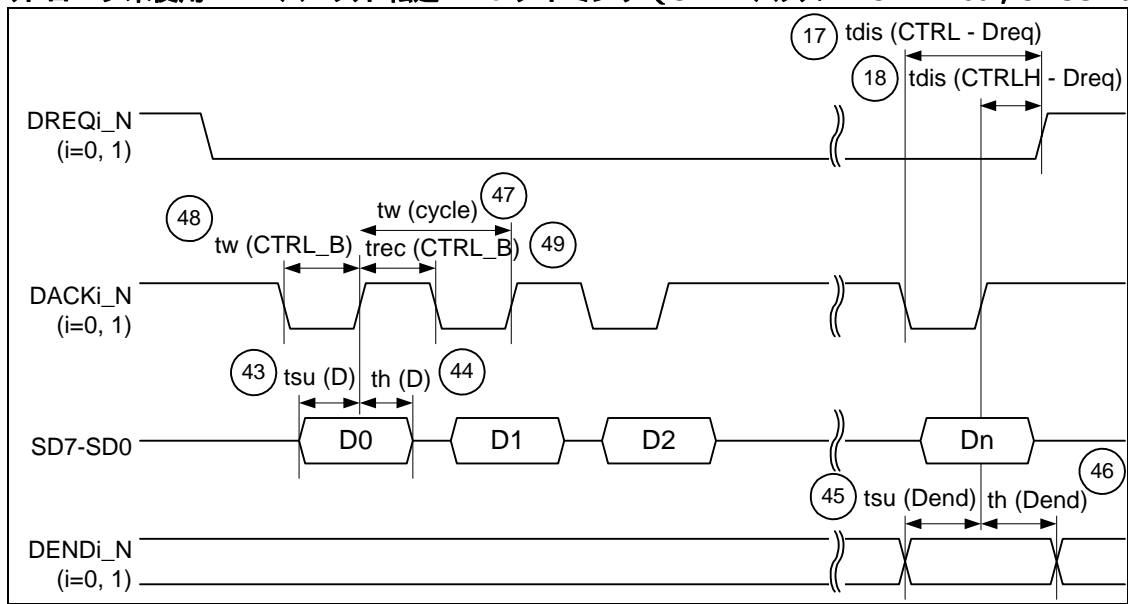 17 tdis (CTRL - Dreq)
18 tdis (CTRLH - Dreq)
DREQi_N
(i=0, 1)
48 tw (CTRL_B)
tw (cycle) 47
trec (CTRL_B) 49
DACKi_N
(i=0, 1)
43 tsu (D) th (D) 44
SD7-SD0 D0 D1 D2 Dn
45 tsu (Dend) th (Dend) 46
DENDi_N
(i=0, 1)